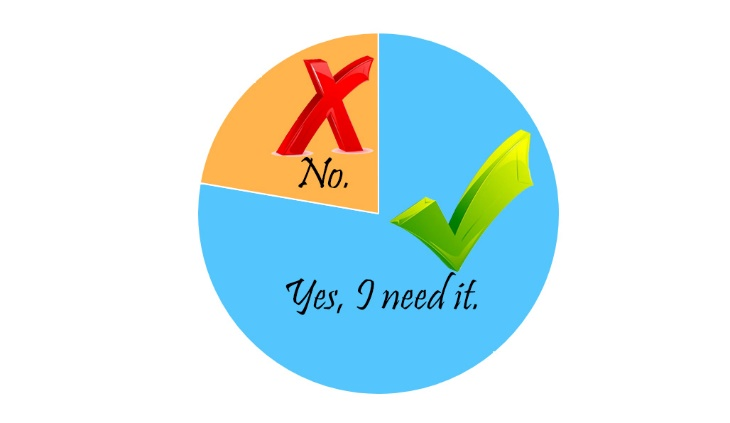 No.
Yes, I need it.